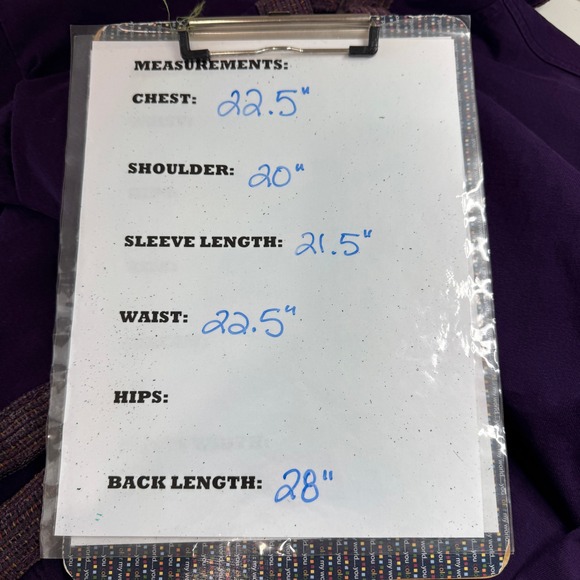 MEASUREMENTS:
CHEST: 22.5"
SHOULDER: 20"
SLEEVE LENGTH: 21.5"
WAIST: 22.5"
HIPS:
BACK LENGTH: 28"